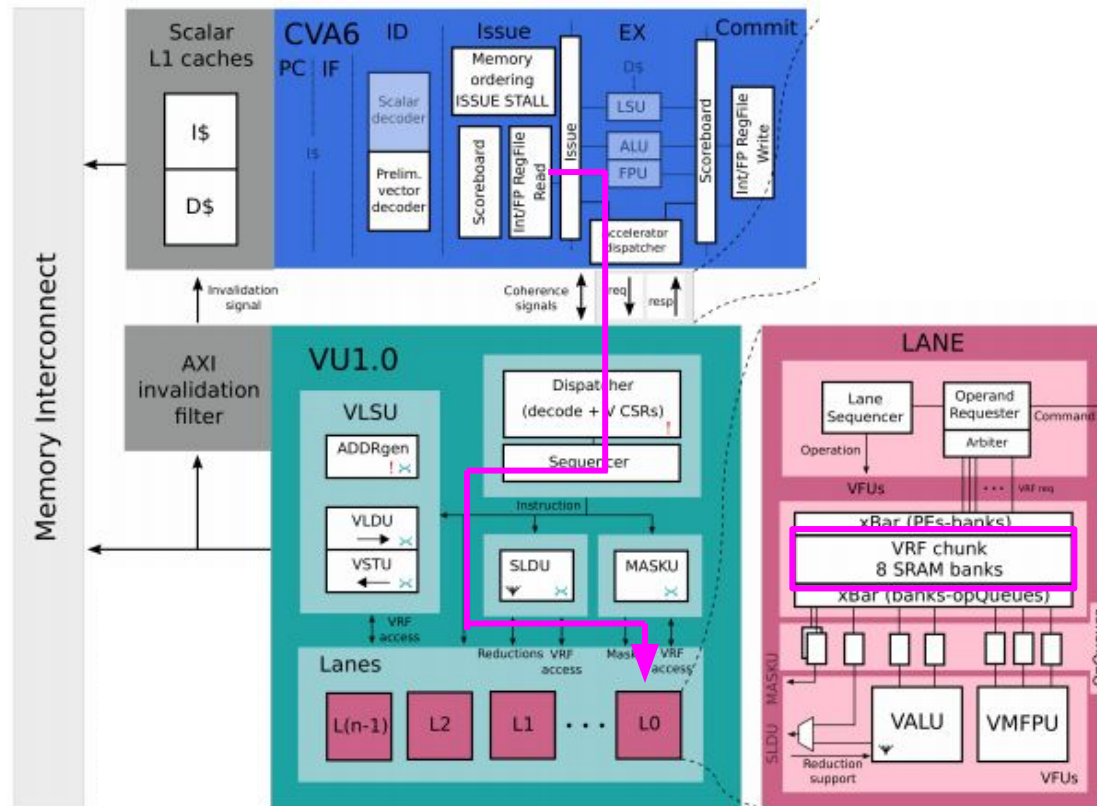 Scalar
L1 caches
I$
D$
CVA6
PC
IF
I$
ID
Scalar
decoder
Prelim.
vector
decoder
Issue
Memory
ordering
ISSUE STALL
Scoreboard
Int/FP RegFile
Read
Issue
EX
D$
LSU
ALU
FPU
Accelerator
dispatcher
Scoreboard
Commit
Int/FP RegFile
Write
Memory Interconnect
Invalidation
signal
Coherence
signals
req
resp
AXI
invalidation
filter
VU1.0
VLSU
ADDRgen
!
VLDU
VSTU
Dispatcher
(decode + V CSRs)
!
Sequencer
Instruction
SLDU
MASKU
VRF
access
Reductions
VRF
access
Mask
VRF
access
Lanes
L(n-1)
L2
L1
• • •
L0
LANE
Lane
Sequencer
Operand
Requester
Arbiter
Command
Operation
VFUs
• • •
VRF req
xBar (PEs-banks)
VRF chunk
8 SRAM banks
xBar (banks-opQueues)
MASKU
SLDU
VALU
VMFPU
Reduction
support
VFUs